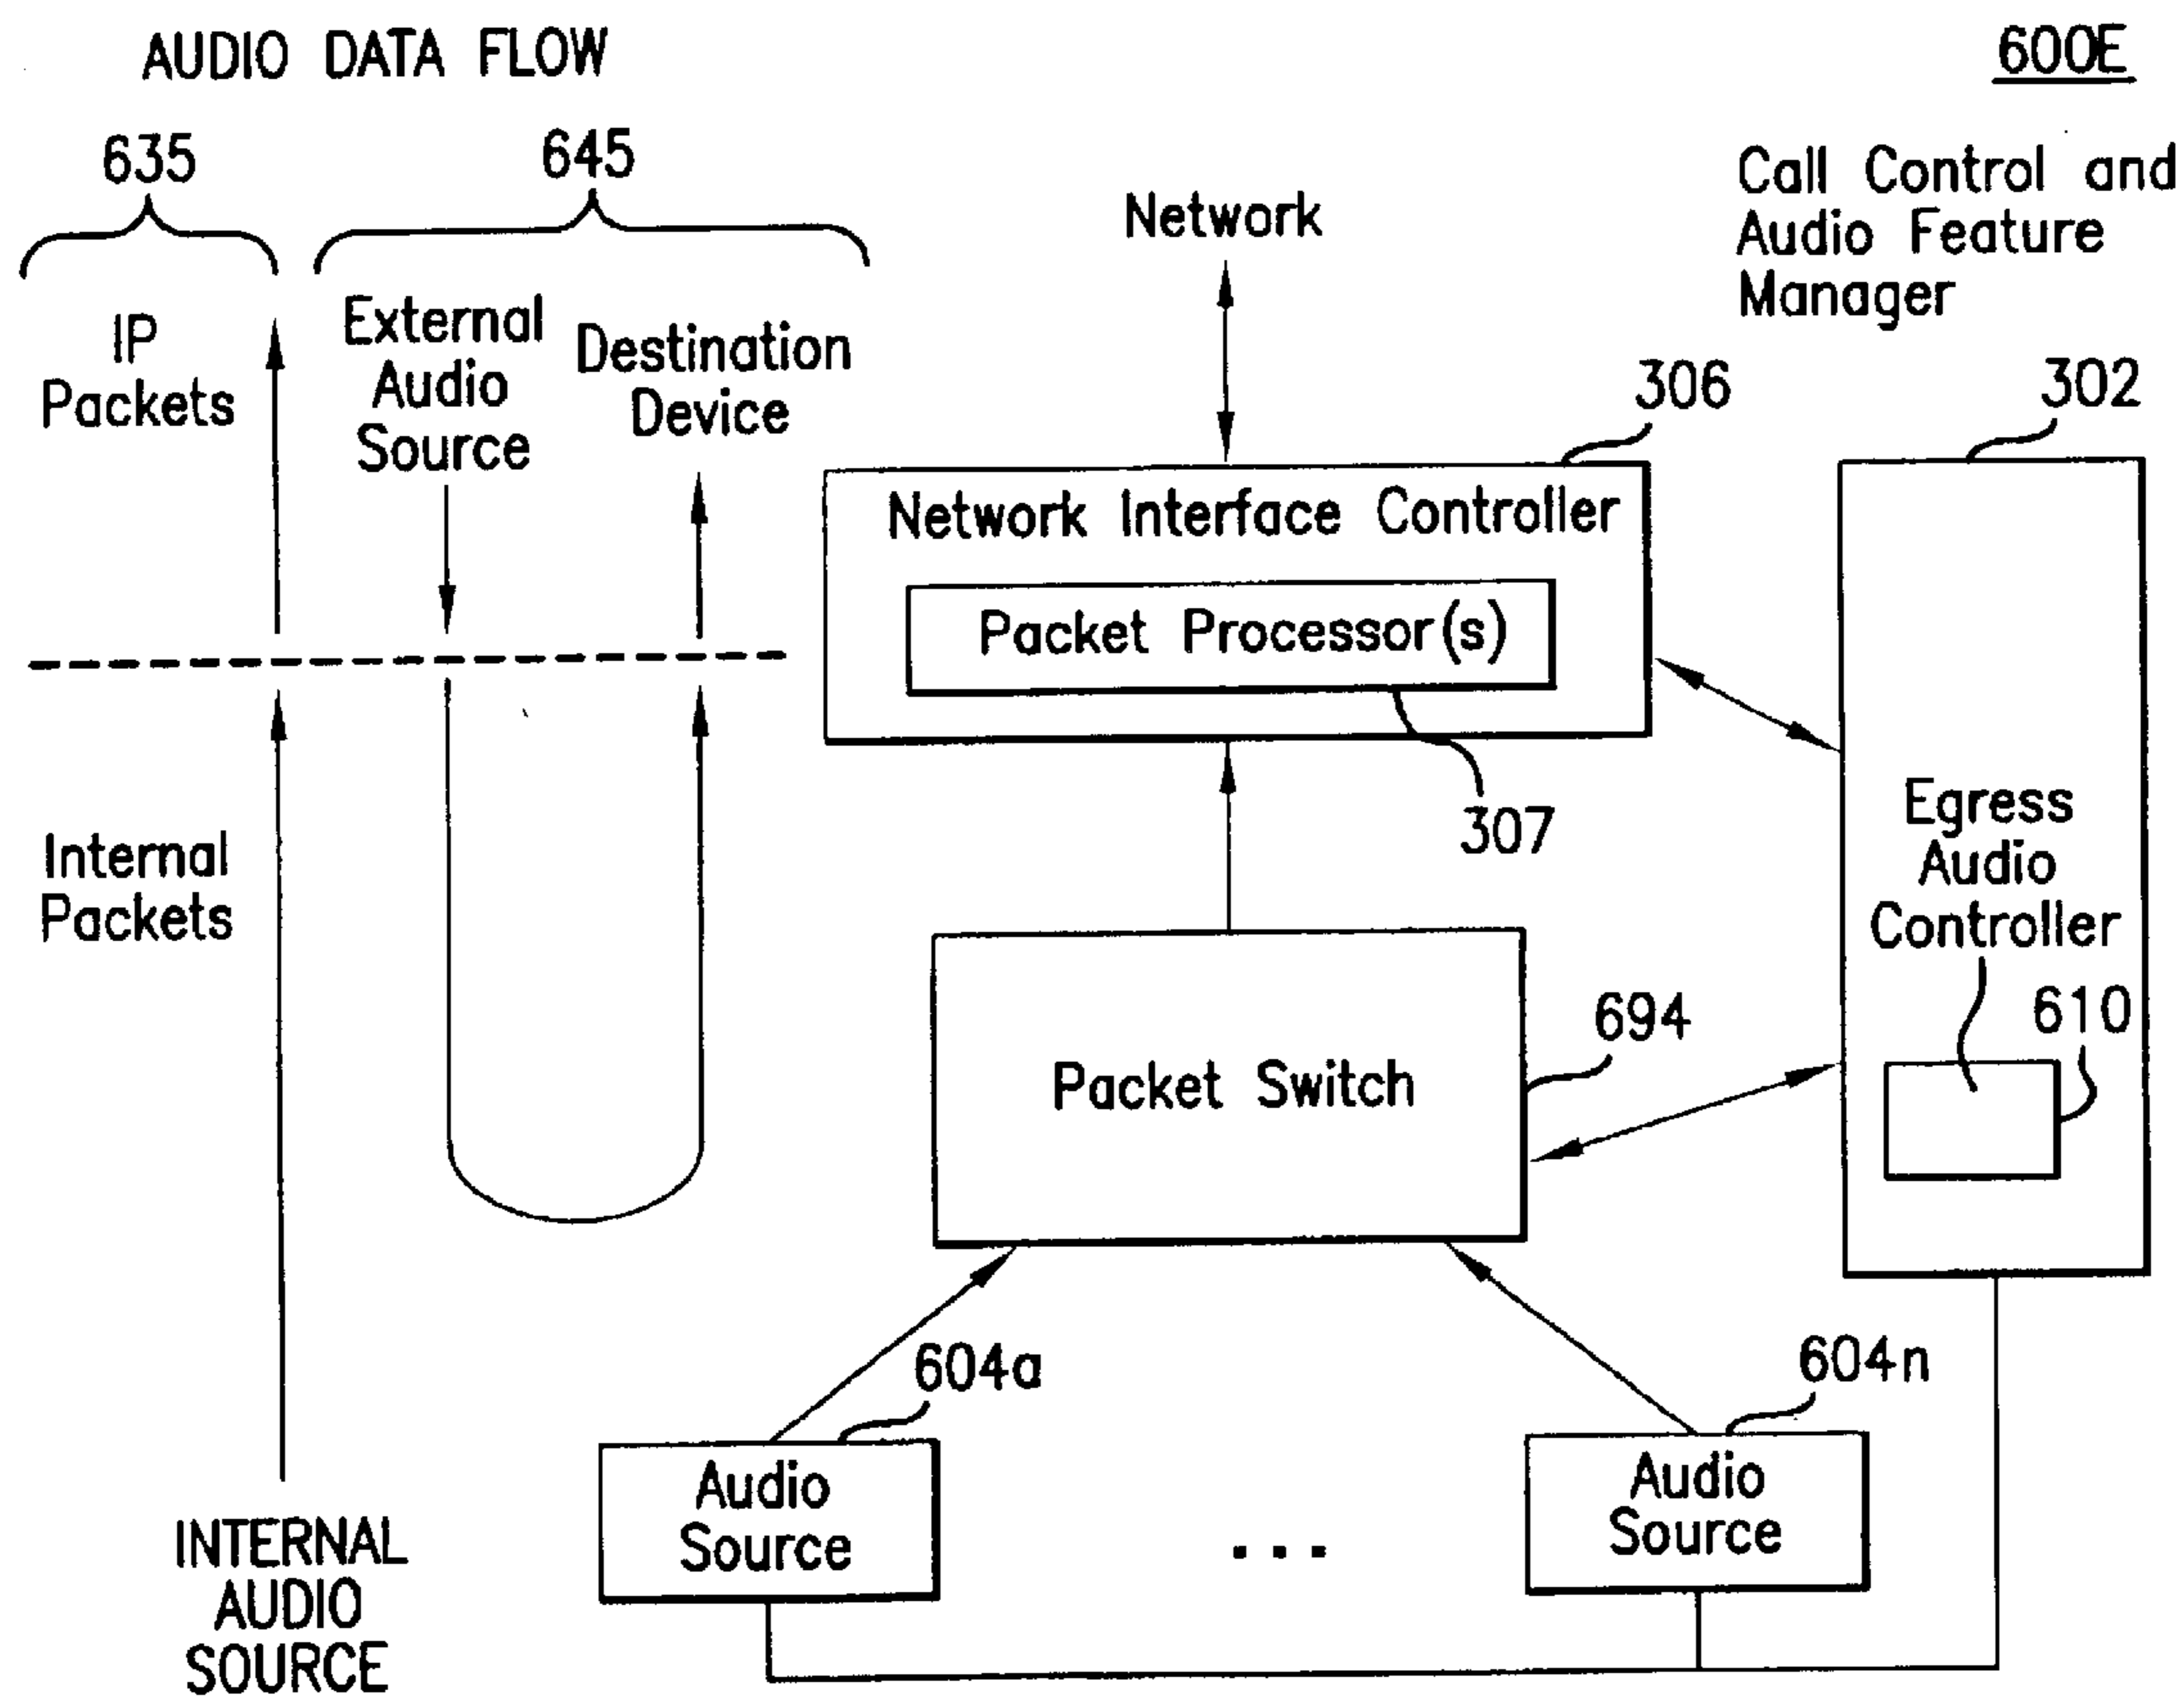 AUDIO DATA FLOW
600E
635
645
Call Control and
Audio Feature
Manager
Network
IP
Packets
External
Audio
Source
Destination
Device
306
302
Network Interface Controller
Packet Processor(s)
307
Internal
Packets
Egress
Audio
Controller
610
694
Packet Switch
604a
604n
Audio
Source
...
Audio
Source
INTERNAL
AUDIO
SOURCE